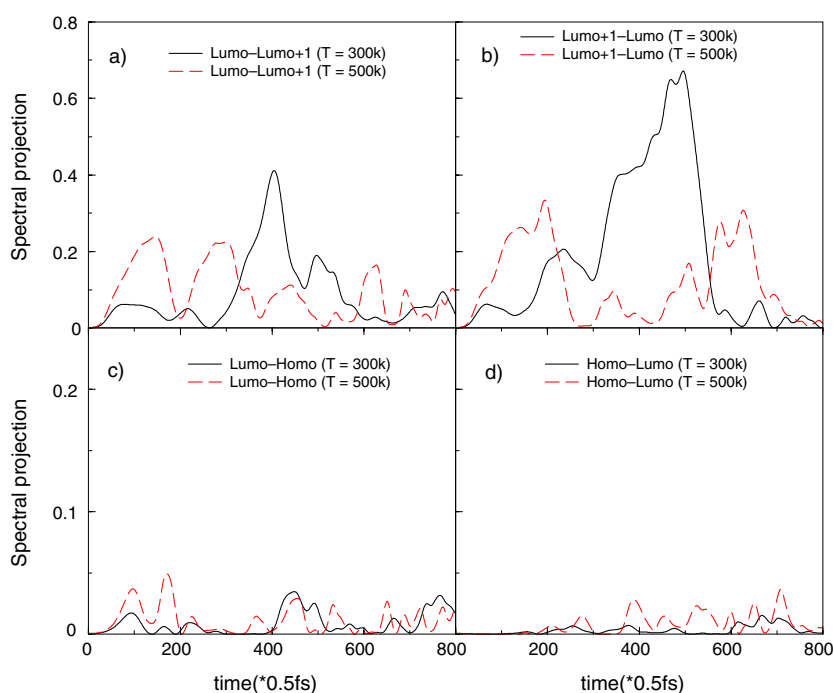 0.8
a)
Lumo–Lumo+1 (T = 300k)
Lumo–Lumo+1 (T = 500k)
b)
Lumo+1–Lumo (T = 300k)
Lumo+1–Lumo (T = 500k)
0.6
0.4
0.2
0
Spectral projection
c)
Lumo–Homo (T = 300k)
Lumo–Homo (T = 500k)
d)
Homo–Lumo (T = 300k)
Homo–Lumo (T = 500k)
0.2
0.1
0
Spectral projection
0 200 400 600 800
200 400 600 800
time(*0.5fs)
time(*0.5fs)